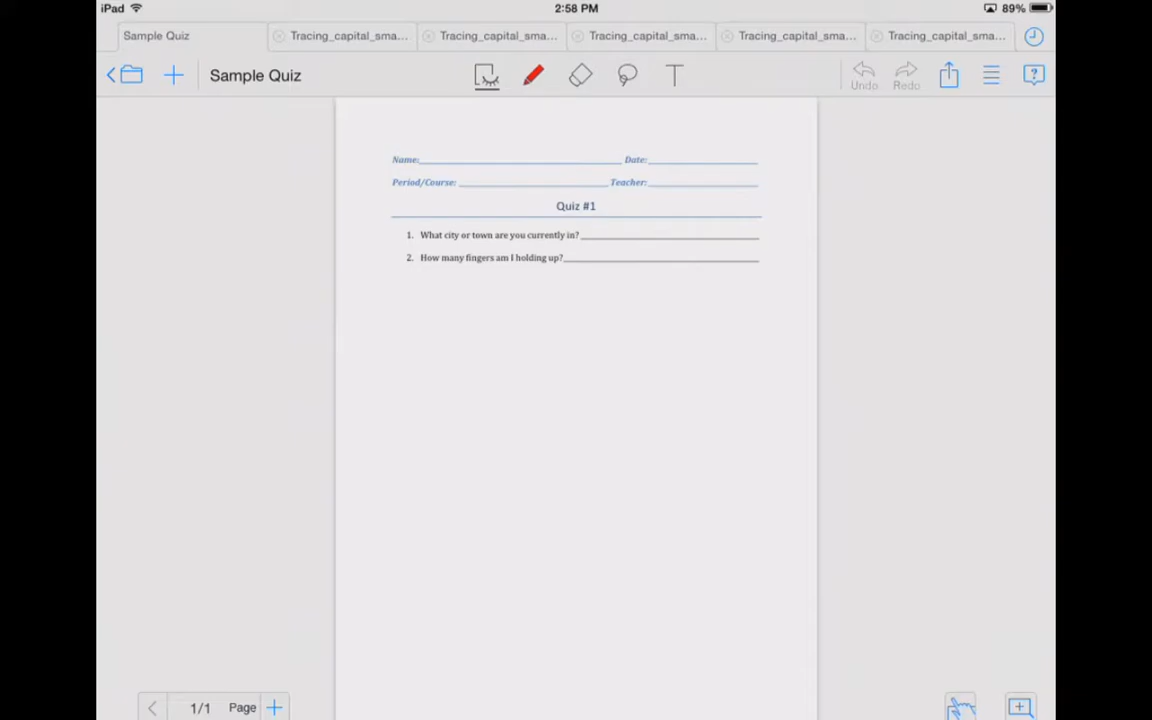 iPad 2:58 PM 89%
Sample Quiz Tracing_capital_sma... Tracing_capital_sma... Tracing_capital_sma... Tracing_capital_sma... Tracing_capital_sma...
Sample Quiz T Undo Redo ?
Name: Date:
Period/Course: Teacher:
Quiz #1
1. What city or town are you currently in?
2. How many fingers am I holding up?
1/1 Page